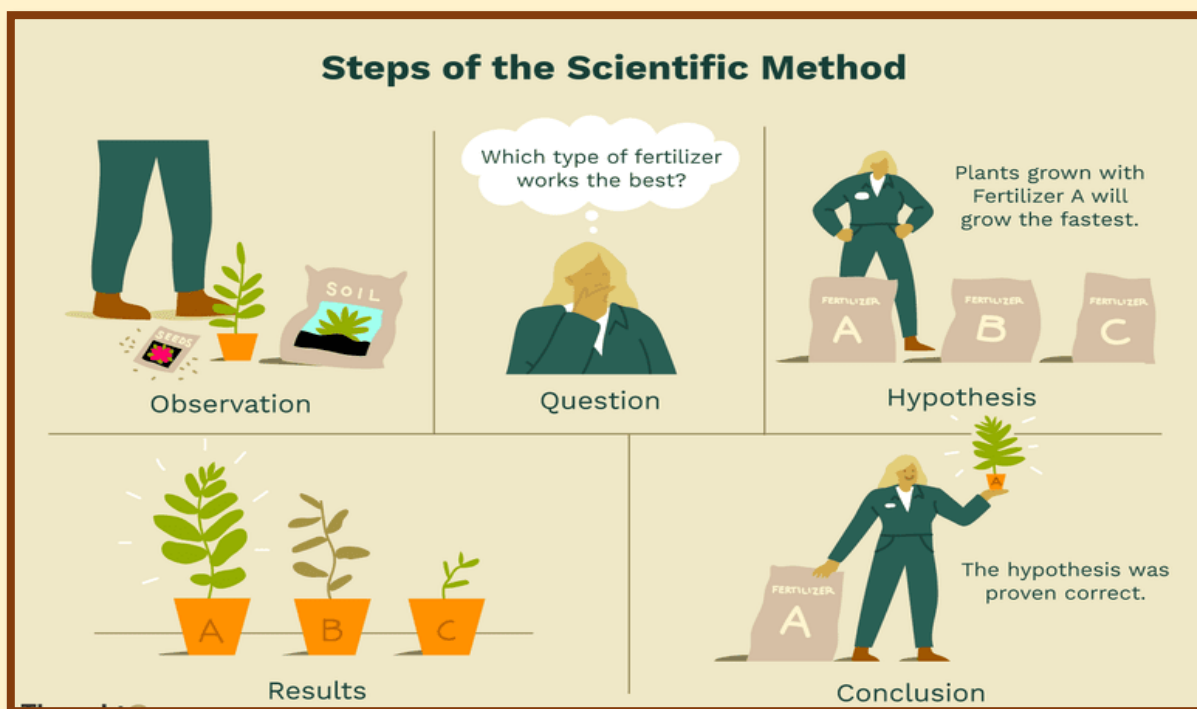 Steps of the Scientific Method
SOIL
SEEDS
Observation
Which type of fertilizer
works the best?
Question
Plants grown with
Fertilizer A will
grow the fastest.
FERTILIZER
A
FERTILIZER
B
FERTILIZER
C
Hypothesis
A
B
C
Results
A
FERTILIZER
A
The hypothesis was
proven correct.
Conclusion